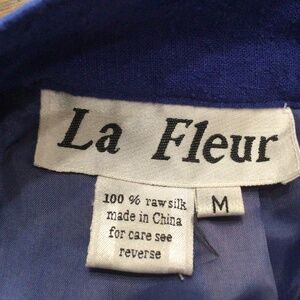 La Fleur
100 % raw silk
made in China
for care see
reverse
M